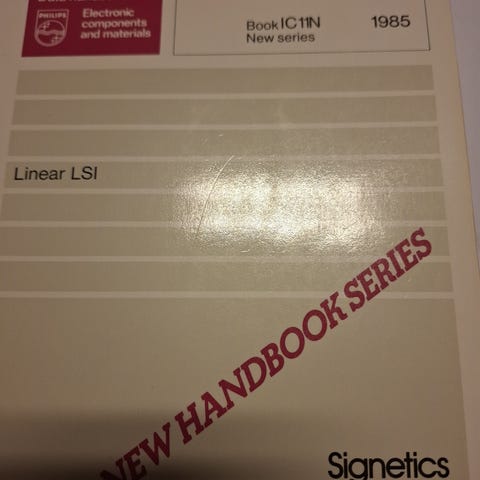 PHILIPS
Electronic
components
and materials
Book IC11N 1985
New series
Linear LSI
NEW HANDBOOK SERIES
Signetics